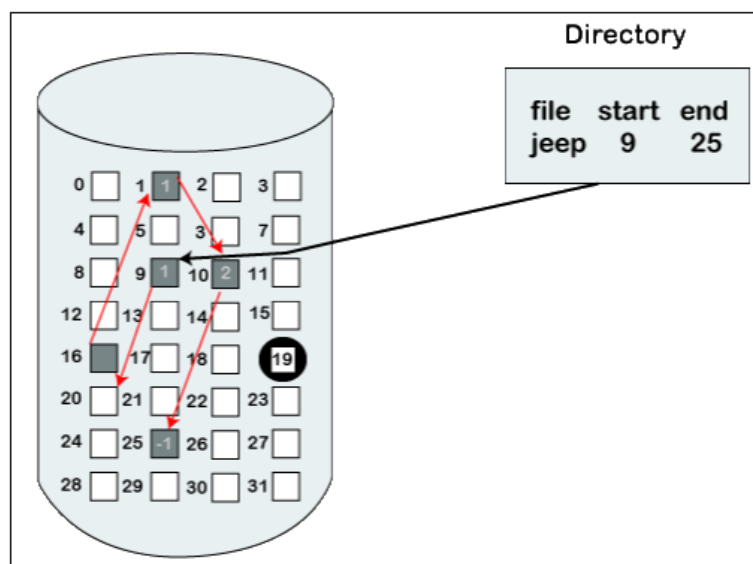 Directory
file start end
jeep 9 25
0 1 1 2 3
4 5 3 7
8 9 1 10 2 11
12 13 14 15
16 17 18 19
20 21 22 23
24 25 -1 26 27
28 29 30 31